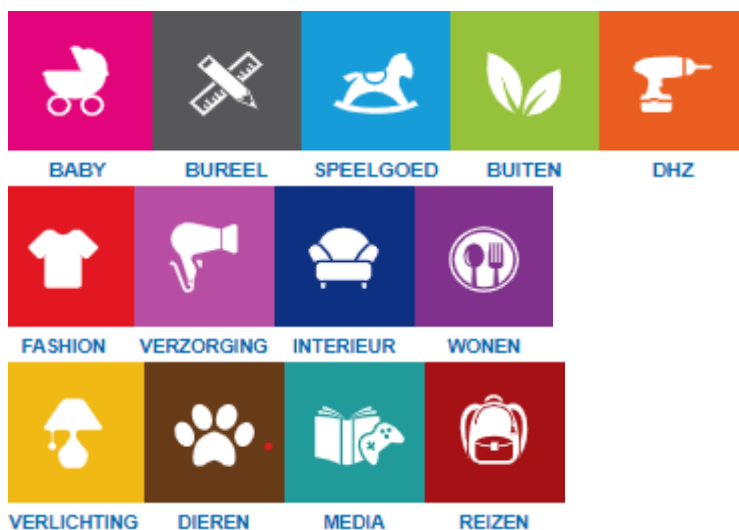 BABY BUREEL SPEELGOED BUITEN DHZ
FASHION VERZORGING INTERIEUR WONEN
VERLICHTING DIEREN MEDIA REIZEN